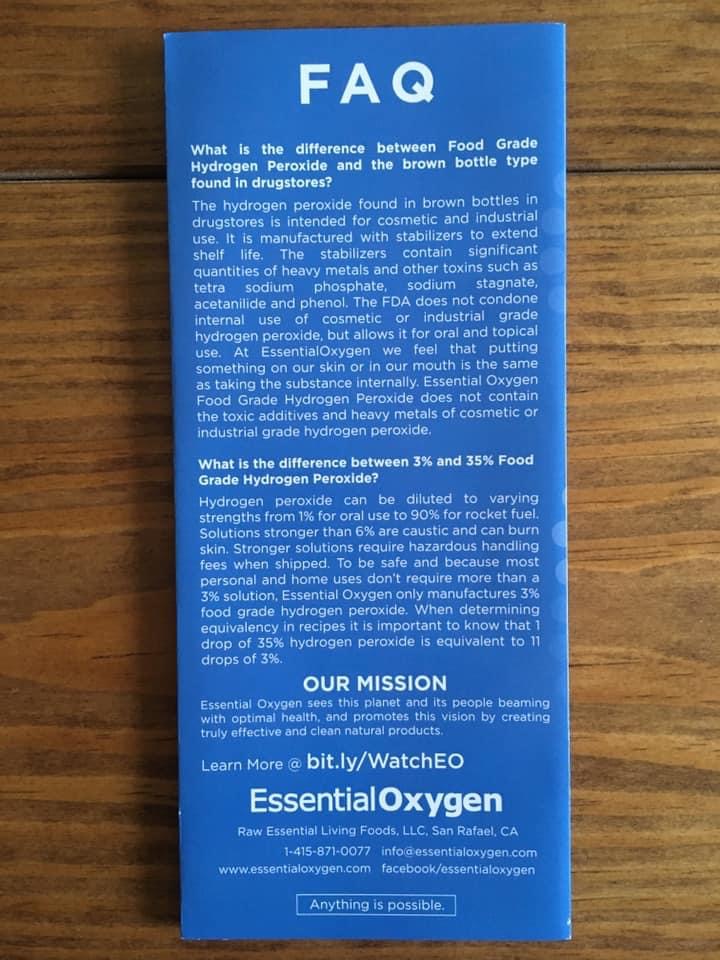 FAQ
What is the difference between Food Grade
Hydrogen Peroxide and the brown bottle type
found in drugstores?
The hydrogen peroxide found in brown bottles in
drugstores is intended for cosmetic and industrial
use. It is manufactured with stabilizers to extend
shelf life. The stabilizers contain significant
quantities of heavy metals and other toxins such as
tetra sodium phosphate, sodium stagnate,
acetanilide and phenol. The FDA does not condone
internal use of cosmetic or industrial grade
hydrogen peroxide, but allows it for oral and topical
use. At EssentialOxygen we feel that putting
something on our skin or in our mouth is the same
as taking the substance internally. Essential Oxygen
Food Grade Hydrogen Peroxide does not contain
the toxic additives and heavy metals of cosmetic or
industrial grade hydrogen peroxide.
What is the difference between 3% and 35% Food
Grade Hydrogen Peroxide?
Hydrogen peroxide can be diluted to varying
strengths from 1% for oral use to 90% for rocket fuel.
Solutions stronger than 6% are caustic and can burn
skin. Stronger solutions require hazardous handling
fees when shipped. To be safe and because most
personal and home uses don't require more than a
3% solution, Essential Oxygen only manufactures 3%
food grade hydrogen peroxide. When determining
equivalency in recipes it is important to know that 1
drop of 35% hydrogen peroxide is equivalent to 11
drops of 3%.
OUR MISSION
Essential Oxygen sees this planet and its people beaming
with optimal health, and promotes this vision by creating
truly effective and clean natural products.
Learn More @ bit.ly/WatchEO
EssentialOxygen
Raw Essential Living Foods, LLC, San Rafael, CA
1-415-871-0077 info@essentialoxygen.com
www.essentialoxygen.com facebook/essentialoxygen
Anything is possible.